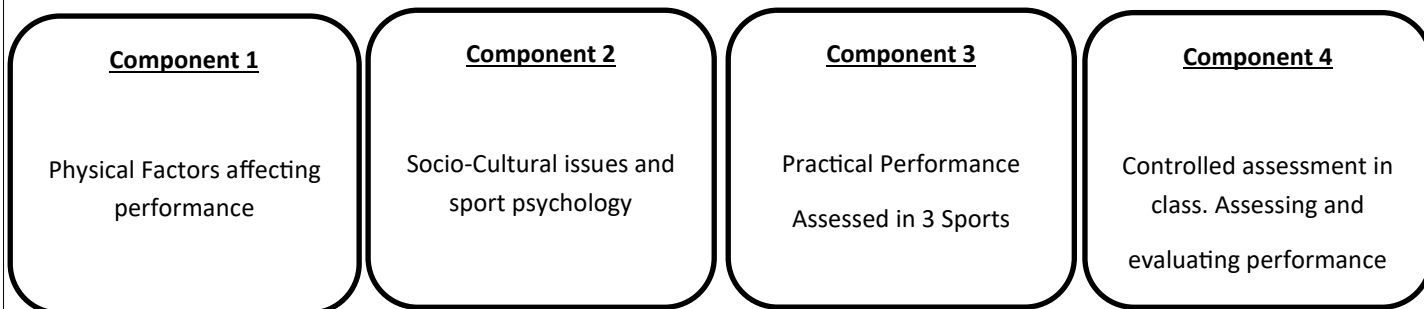 Component 1
Physical Factors affecting
performance
Component 2
Socio-Cultural issues and
sport psychology
Component 3
Practical Performance
Assessed in 3 Sports
Component 4
Controlled assessment in
class. Assessing and
evaluating performance